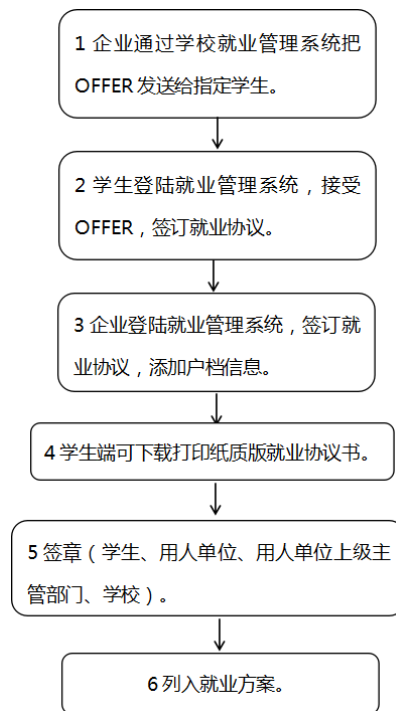 1 企业通过学校就业管理系统把
OFFER 发送给指定学生。
2 学生登陆就业管理系统，接受
OFFER，签订就业协议。
3 企业登陆就业管理系统，签订就
业协议，添加户档信息。
4 学生端可下载打印纸质版就业协议书。
5 签章（学生、用人单位、用人单位上级主
管部门、学校）。
6 列入就业方案。